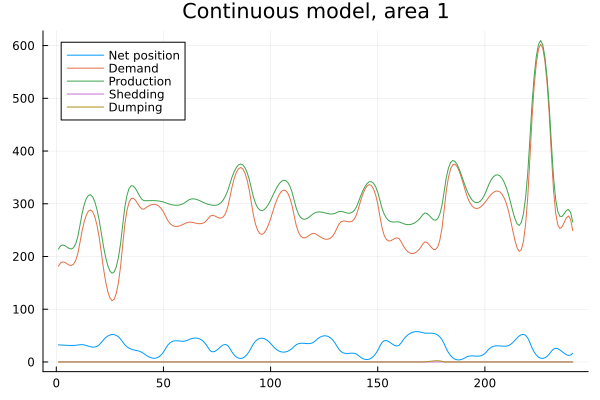 Continuous model, area 1
600
500
400
300
200
100
0
Net position
Demand
Production
Shedding
Dumping
0 50 100 150 200